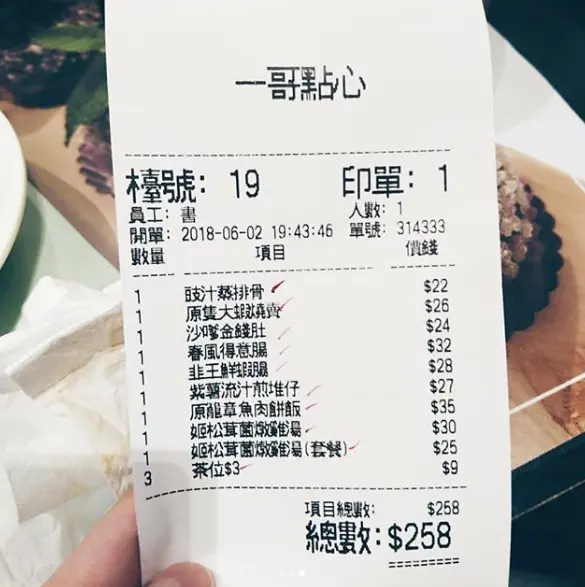 一哥點心
檯號: 19 印單: 1
員工: 書 人數: 1
開單: 2018-06-02 19:43:46 單號: 314333
數量 項目 價錢
1 豉汁蒸排骨 $22
1 原隻大蝦燒賣 $26
1 沙嗲金錢肚 $24
1 春風得意腸 $32
1 韭王鮮蝦腸 $28
1 紫薯流汁煎堆仔 $27
1 原籠章魚肉餅飯 $35
1 姬松茸菌燉雞湯 $30
1 姬松茸菌燉雞湯(套餐) $25
3 茶位$3 $9
項目總數: $258
總數: $258